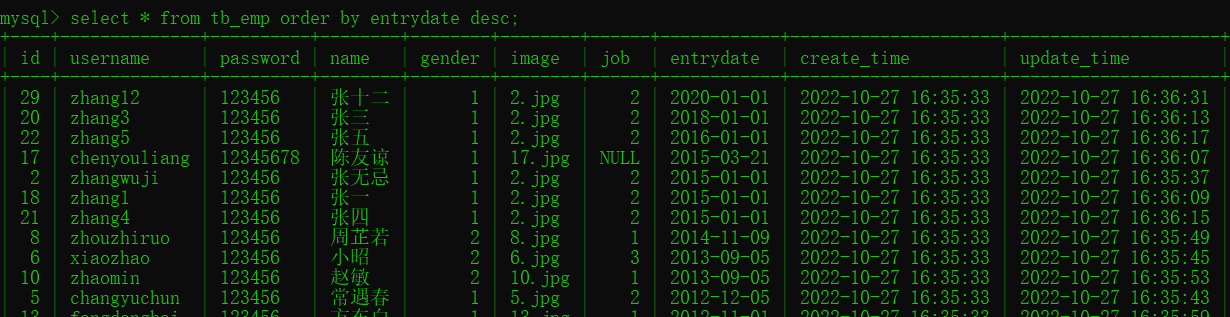 mysql> select * from tb_emp order by entrydate desc;
| id | username | password | name | gender | image | job | entrydate | create_time | update_time |
| 29 | zhang12 | 123456 | 张十二 | 1 | 2.jpg | 2 | 2020-01-01 | 2022-10-27 16:35:33 | 2022-10-27 16:36:31 |
| 20 | zhang3 | 123456 | 张三 | 1 | 2.jpg | 2 | 2018-01-01 | 2022-10-27 16:35:33 | 2022-10-27 16:36:13 |
| 22 | zhang5 | 123456 | 张五 | 1 | 2.jpg | 2 | 2016-01-01 | 2022-10-27 16:35:33 | 2022-10-27 16:36:17 |
| 17 | chenyouliang | 12345678 | 陈友谅 | 1 | 17.jpg | NULL | 2015-03-21 | 2022-10-27 16:35:33 | 2022-10-27 16:36:07 |
| 2 | zhangwuji | 123456 | 张无忌 | 1 | 2.jpg | 2 | 2015-01-01 | 2022-10-27 16:35:33 | 2022-10-27 16:35:37 |
| 18 | zhang1 | 123456 | 张一 | 1 | 2.jpg | 2 | 2015-01-01 | 2022-10-27 16:35:33 | 2022-10-27 16:36:09 |
| 21 | zhang4 | 123456 | 张四 | 1 | 2.jpg | 2 | 2015-01-01 | 2022-10-27 16:35:33 | 2022-10-27 16:36:15 |
| 8 | zhouzhiruo | 123456 | 周芷若 | 2 | 8.jpg | 1 | 2014-11-09 | 2022-10-27 16:35:33 | 2022-10-27 16:35:49 |
| 6 | xiaozhao | 123456 | 小昭 | 2 | 6.jpg | 3 | 2013-09-05 | 2022-10-27 16:35:33 | 2022-10-27 16:35:45 |
| 10 | zhaomin | 123456 | 赵敏 | 2 | 10.jpg | 1 | 2013-09-05 | 2022-10-27 16:35:33 | 2022-10-27 16:35:53 |
| 5 | changyuchun | 123456 | 常遇春 | 1 | 5.jpg | 2 | 2012-12-05 | 2022-10-27 16:35:33 | 2022-10-27 16:35:43 |